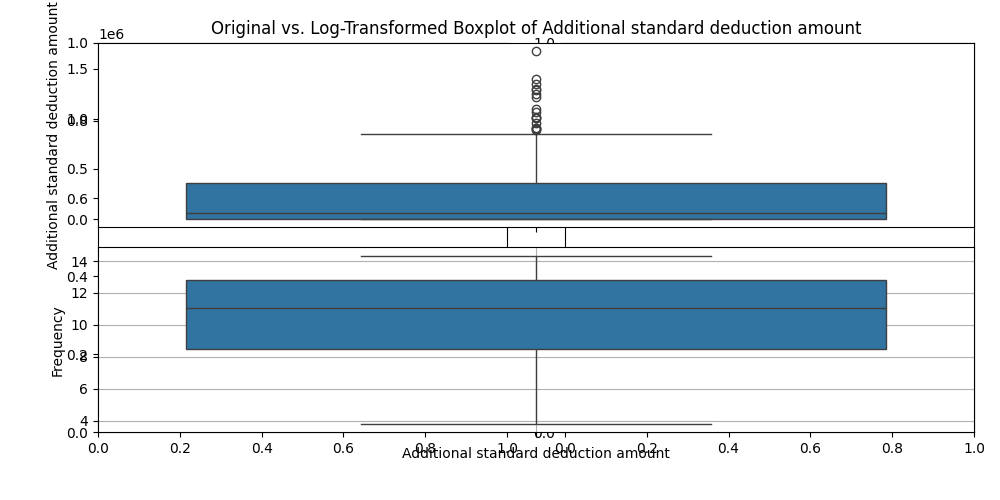 Original vs. Log-Transformed Boxplot of Additional standard deduction amount
1e6
1.0
1.0
1.5
1.0
0.8
0.5
0.6
0.0
Additional standard deduction amount
14
0.4
12
10
0.2
8
6
4
0.0
Frequency
0.0 0.2 0.4 0.6 0.8 1.0 0.0 0.0 0.2 0.4 0.6 0.8 1.0
Additional standard deduction amount